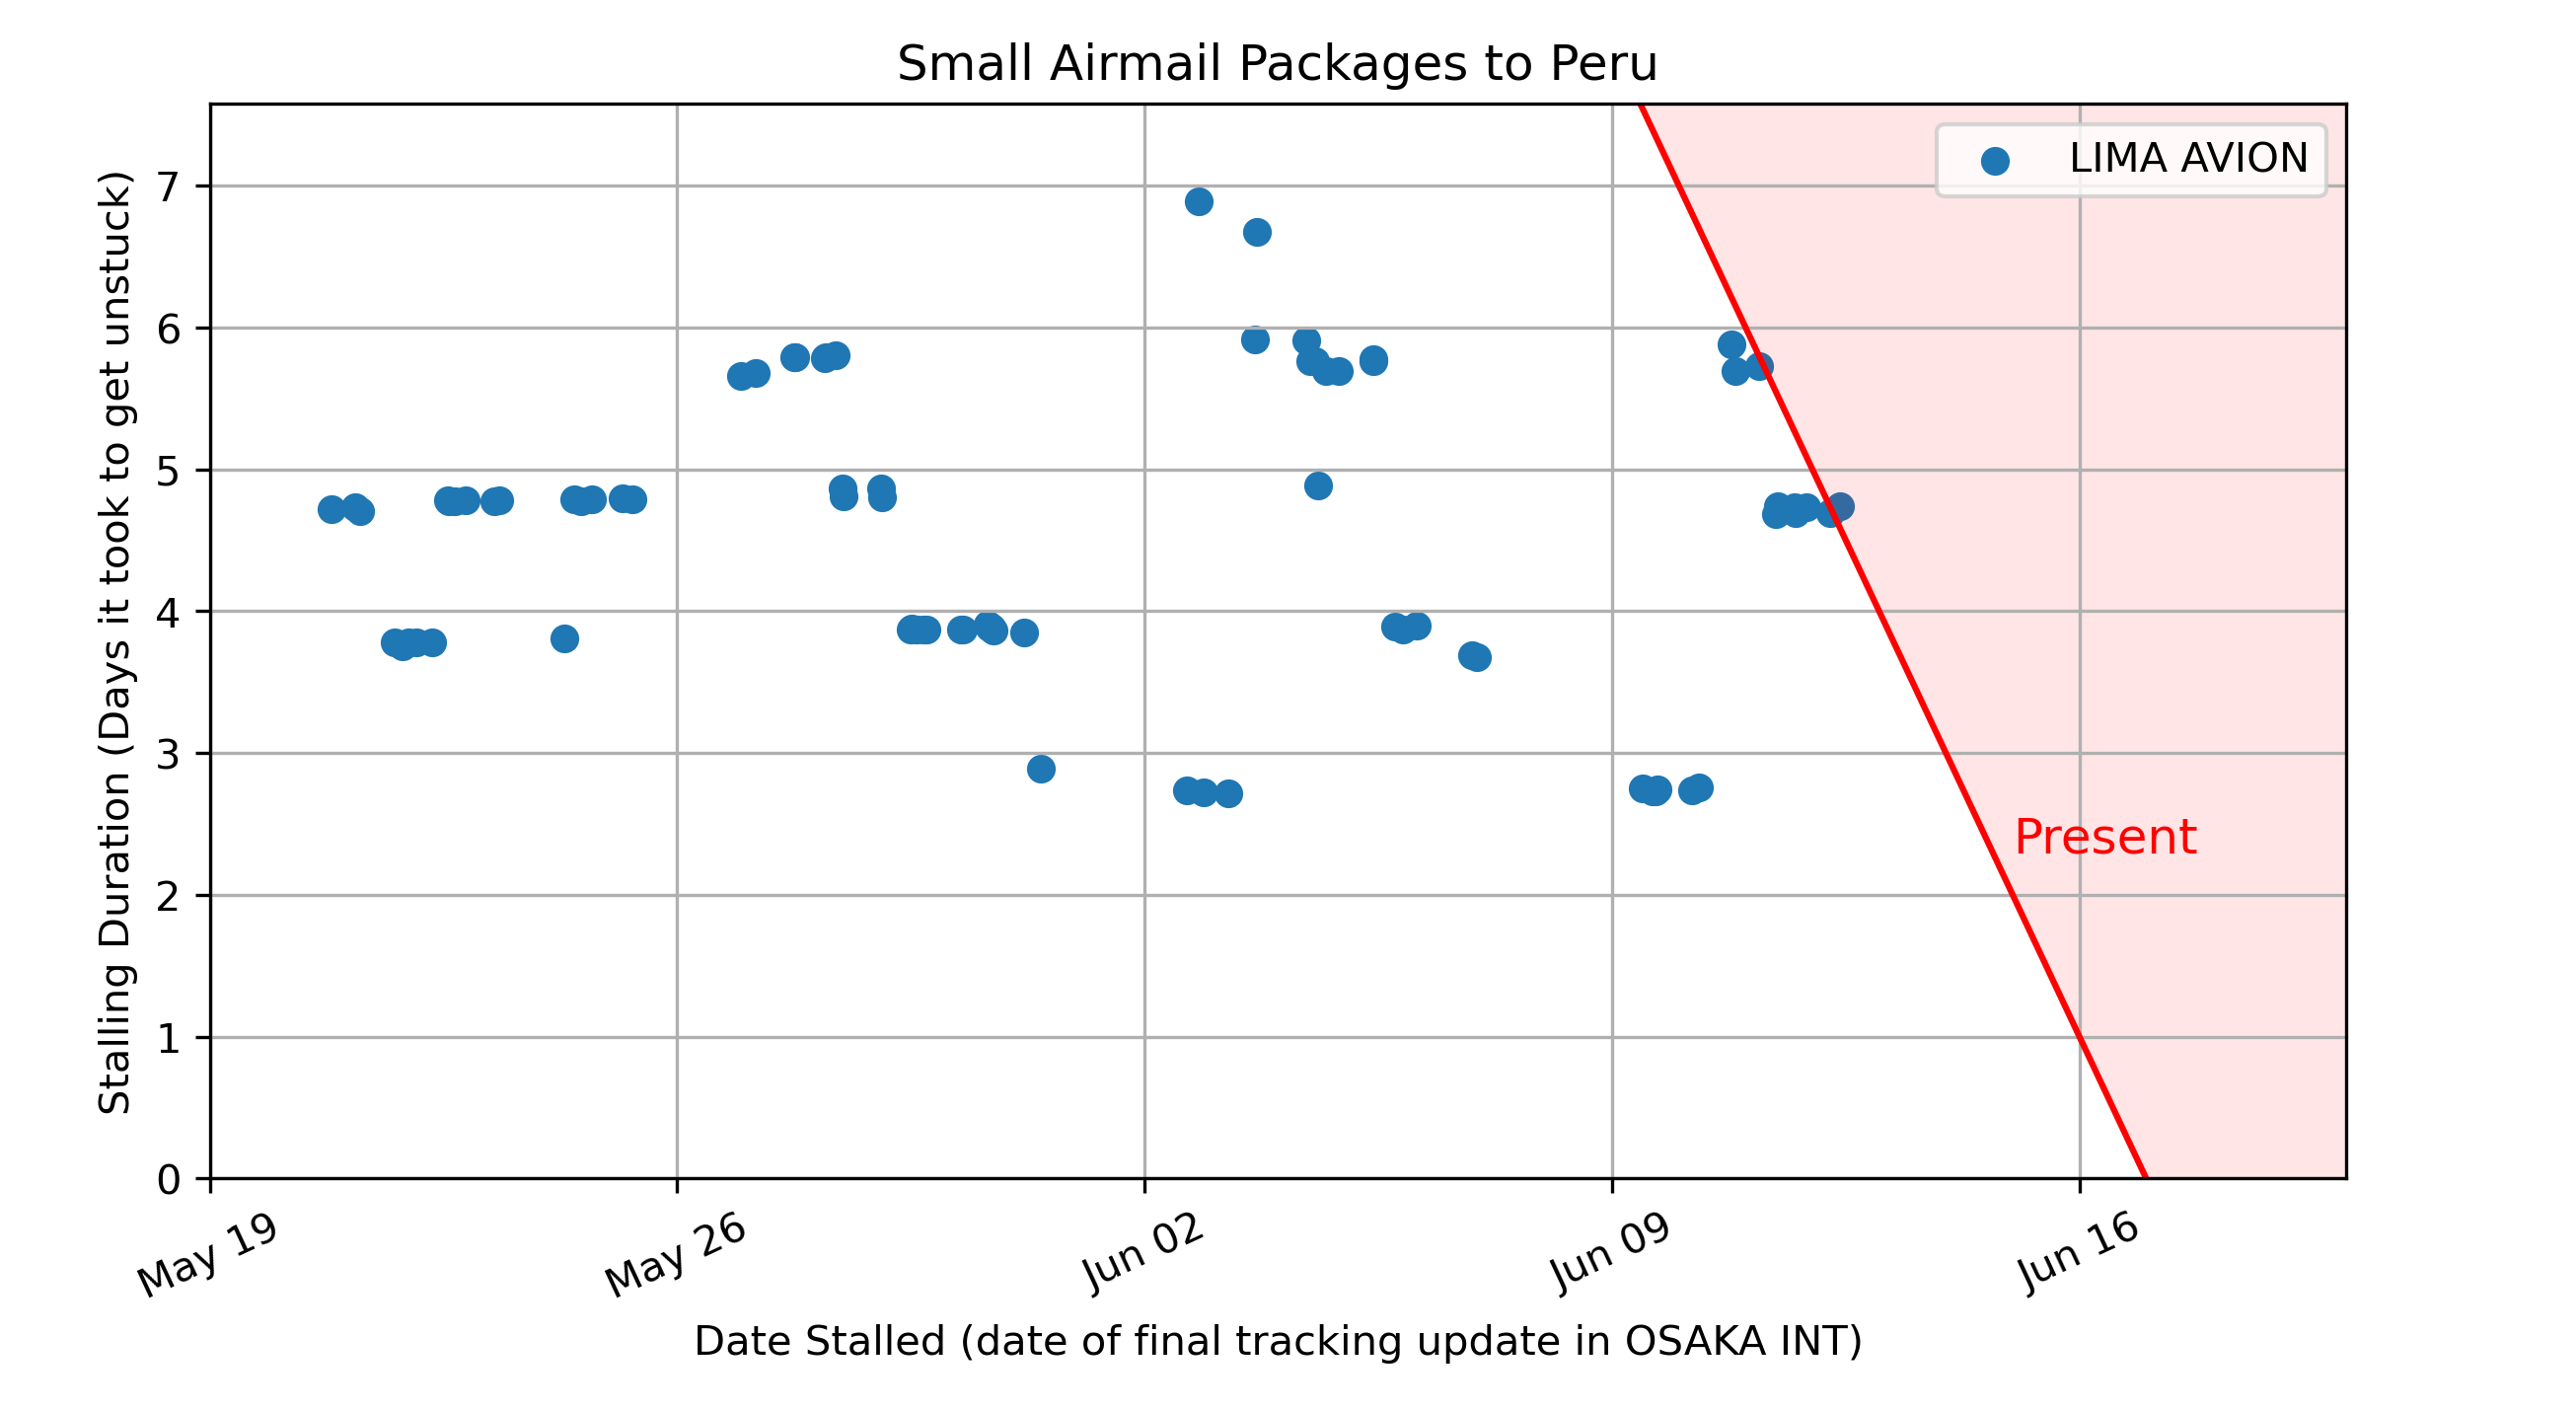 Small Airmail Packages to Peru
LIMA AVION
Stalling Duration (Days it took to get unstuck)
7
6
5
4
3
2
1
0
Present
May 19
May 26
Jun 02
Jun 09
Jun 16
Date Stalled (date of final tracking update in OSAKA INT)